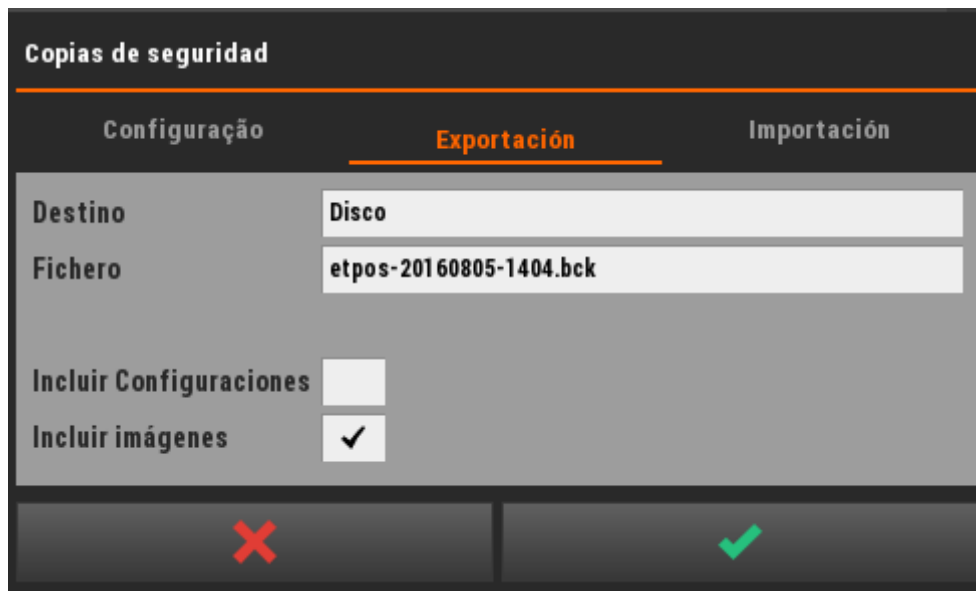 Copias de seguridad
Configuração Exportación Importación
Destino Disco
Fichero etpos-20160805-1404.bck
Incluir Configuraciones
Incluir imágenes